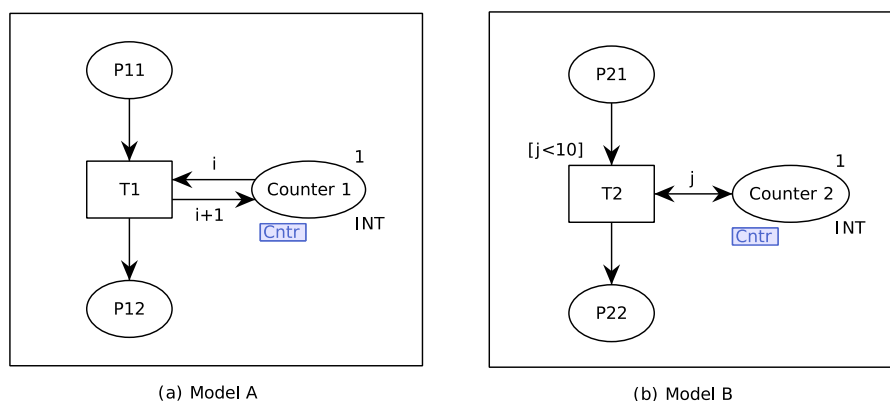 P11
T1
i
i+1
1
Counter 1
INT
Cntr
P12
(a) Model A
P21
[j<10]
T2
j
1
Counter 2
INT
Cntr
P22
(b) Model B